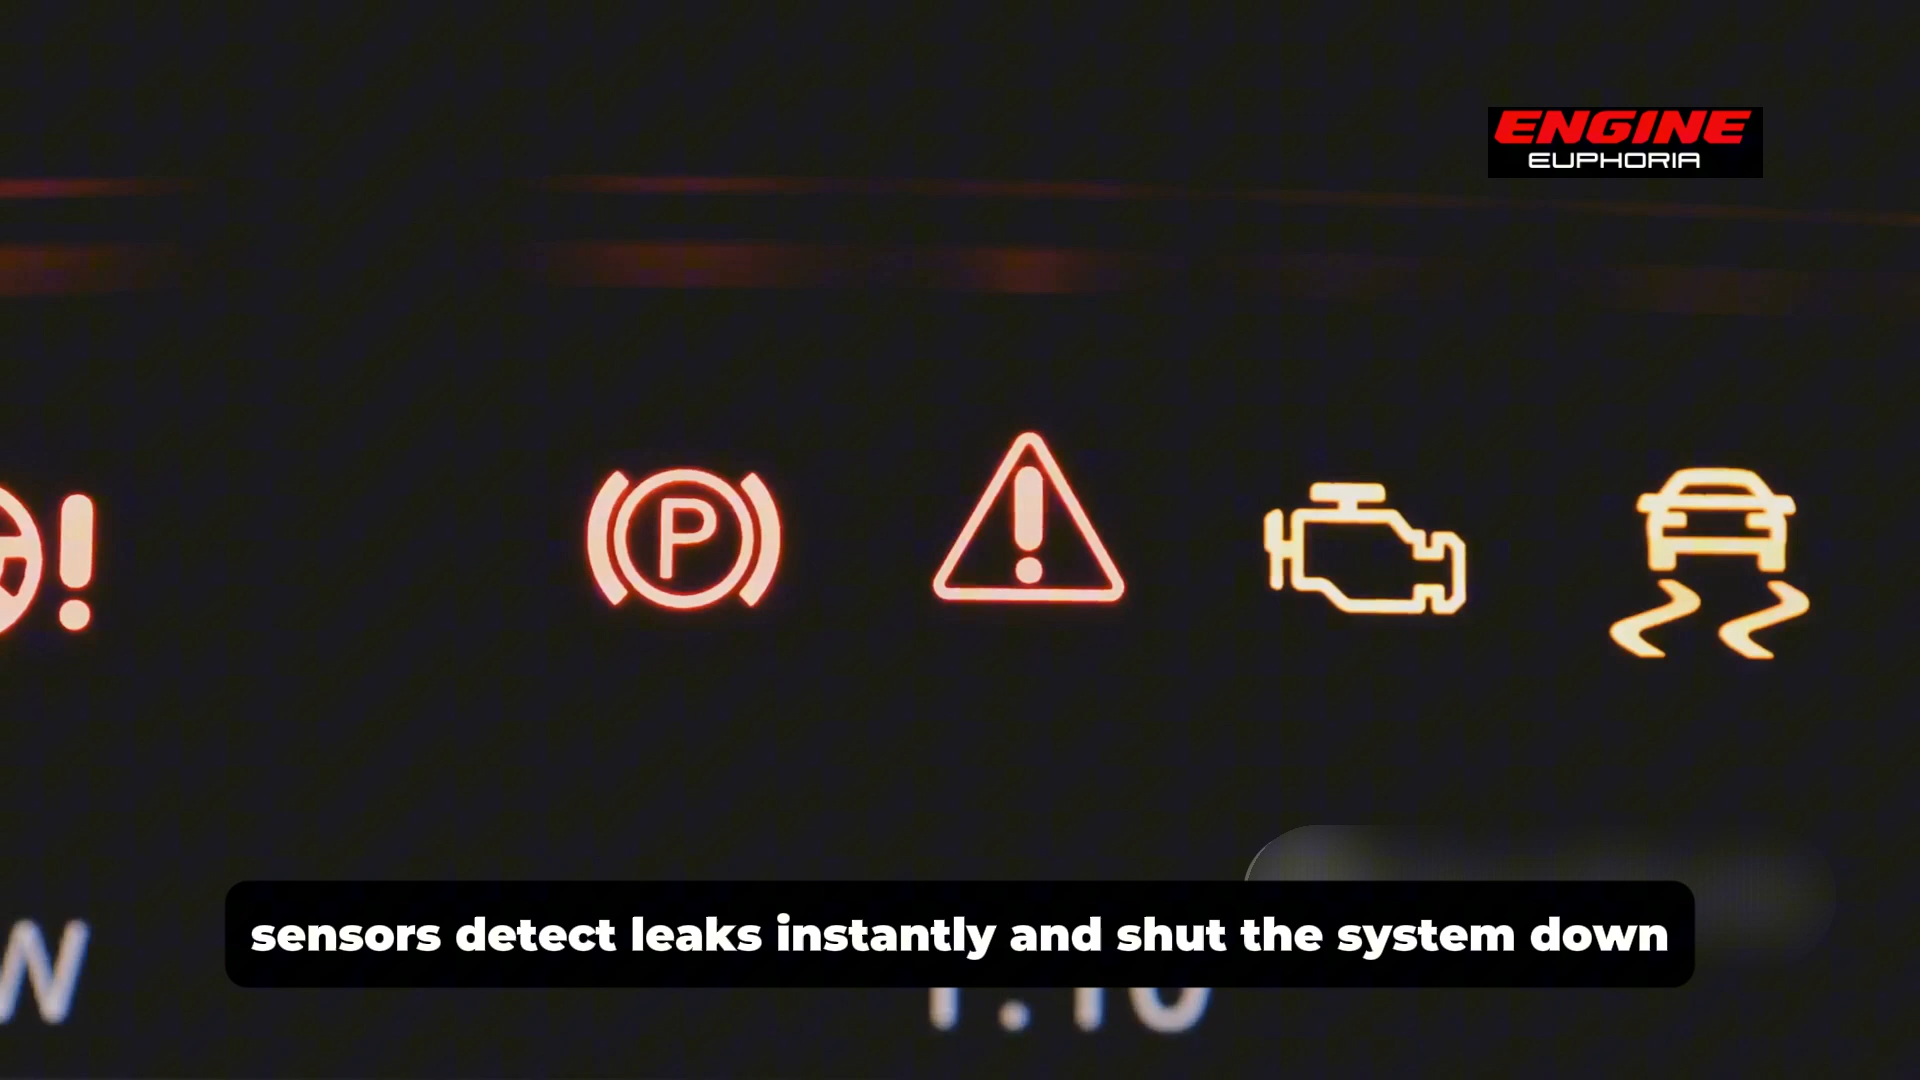 ENGINE
EUPHORIA
P
W
sensors detect leaks instantly and shut the system down